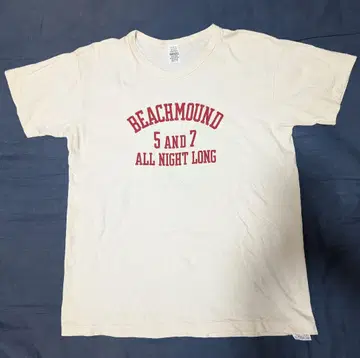 BEACHMOUND
5 AND 7
ALL NIGHT LONG